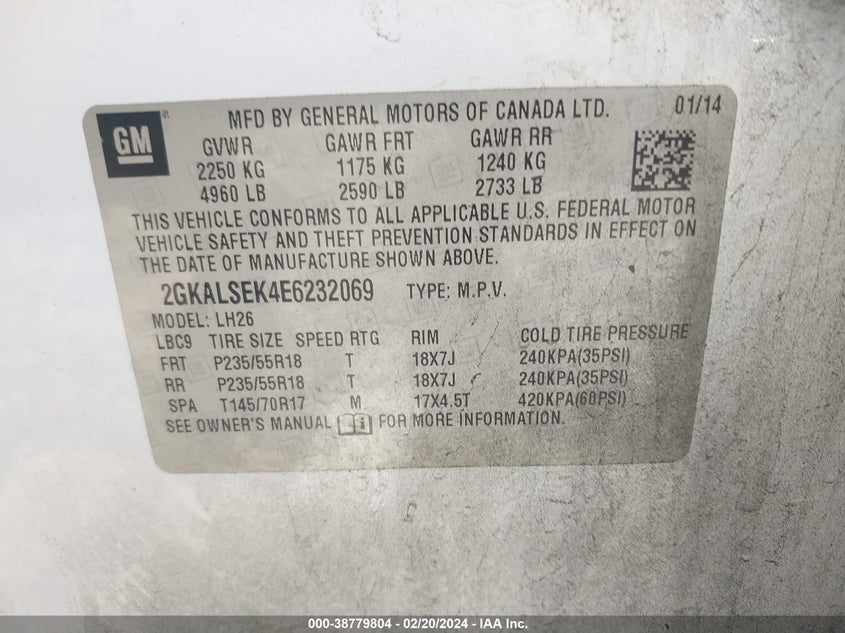 GM ® MFD BY GENERAL MOTORS OF CANADA LTD. 01/14
GVWR GAWR FRT GAWR RR
2250 KG 1175 KG 1240 KG
4960 LB 2590 LB 2733 LB
THIS VEHICLE CONFORMS TO ALL APPLICABLE U.S. FEDERAL MOTOR
VEHICLE SAFETY AND THEFT PREVENTION STANDARDS IN EFFECT ON
THE DATE OF MANUFACTURE SHOWN ABOVE.
2GKALSEK4E6232069 TYPE: M.P.V.
MODEL: LH26
LBC9 TIRE SIZE SPEED RTG RIM COLD TIRE PRESSURE
FRT P235/55R18 T 18X7J 240KPA(35PSI)
RR P235/55R18 T 18X7J 240KPA(35PSI)
SPA T145/70R17 M 17X4.5T 420KPA(60PSI)
SEE OWNER'S MANUAL FOR MORE INFORMATION.
000-38779804 - 02/20/2024 - IAA Inc.